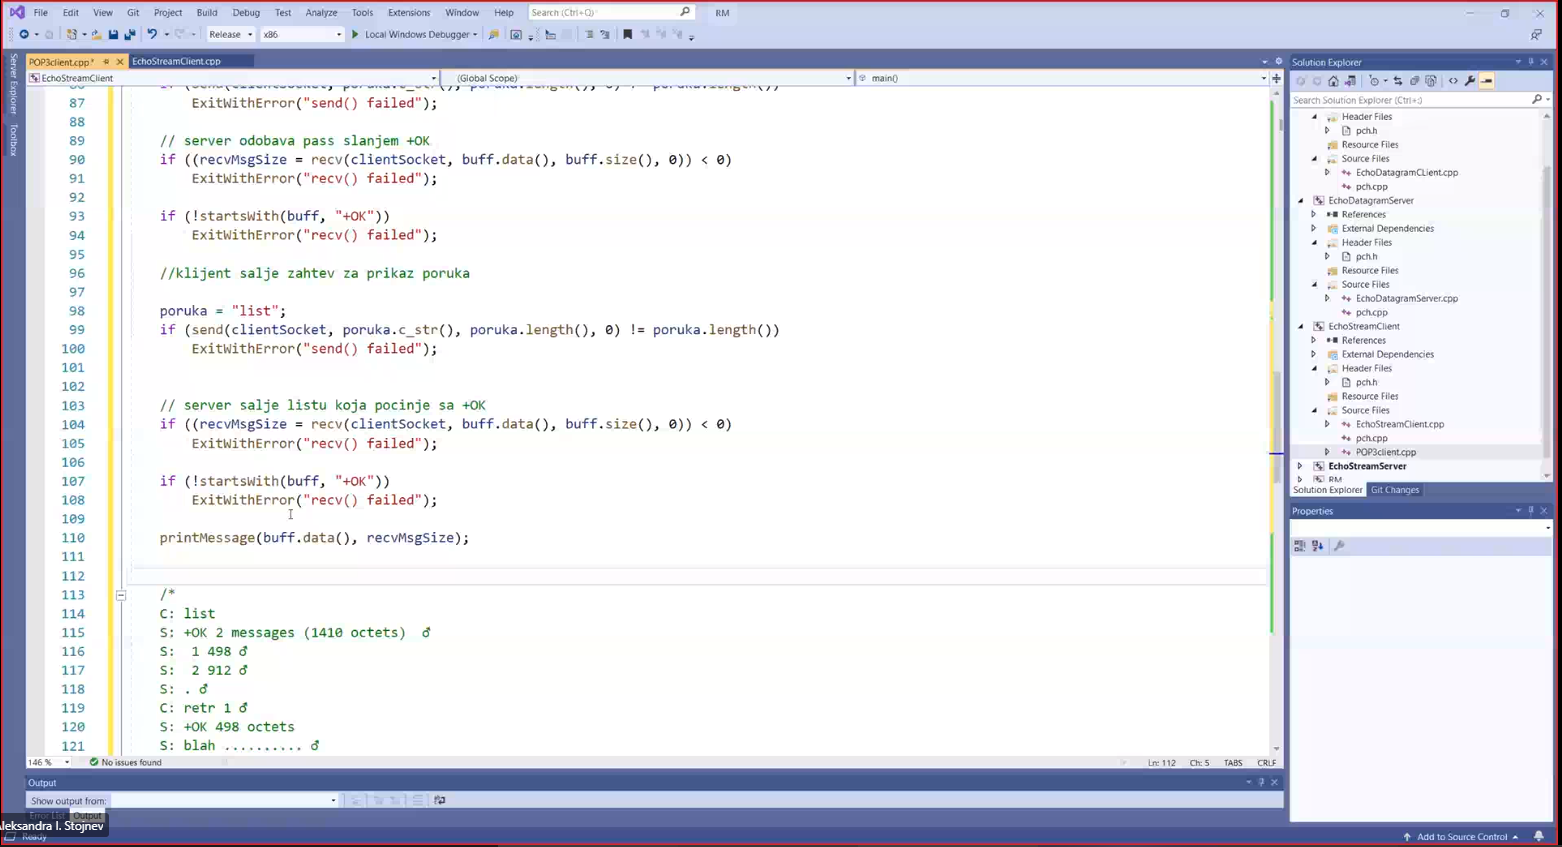 File Edit View Git Project Build Debug Test Analyze Tools Extensions Window Help Search (Ctrl+Q) RM
Release x86 Local Windows Debugger
Server Explorer
Toolbox
POP3client.cpp* EchoStreamClient.cpp
EchoStreamClient (Global Scope) main()
87 ExitWithError("send() failed");
88
89 // server odobava pass slanjem +OK
90 if ((recvMsgSize = recv(clientSocket, buff.data(), buff.size(), 0)) < 0)
91 ExitWithError("recv() failed");
92
93 if (!startsWith(buff, "+OK"))
94 ExitWithError("recv() failed");
95
96 //klijent salje zahtev za prikaz poruka
97
98 poruka = "list";
99 if (send(clientSocket, poruka.c_str(), poruka.length(), 0) != poruka.length())
100 ExitWithError("send() failed");
101
102
103 // server salje listu koja pocinje sa +OK
104 if ((recvMsgSize = recv(clientSocket, buff.data(), buff.size(), 0)) < 0)
105 ExitWithError("recv() failed");
106
107 if (!startsWith(buff, "+OK"))
108 ExitWithError("recv() failed");
109
110 printMessage(buff.data(), recvMsgSize);
111
112
113 /*
114 C: list
115 S: +OK 2 messages (1410 octets) ♂
116 S: 1 498 ♂
117 S: 2 912 ♂
118 S: . ♂
119 C: retr 1 ♂
120 S: +OK 498 octets
121 S: blah .......... ♂
146 % No issues found Ln: 112 Ch: 5 TABS CRLF
Output
Show output from:
Error List Output
Aleksandra I. Stojnev
Ready
Solution Explorer
Search Solution Explorer (Ctrl+;)
Header Files
pch.h
Resource Files
Source Files
EchoDatagramCLient.cpp
pch.cpp
EchoDatagramServer
References
External Dependencies
Header Files
pch.h
Resource Files
Source Files
EchoDatagramServer.cpp
pch.cpp
EchoStreamClient
References
External Dependencies
Header Files
pch.h
Resource Files
Source Files
EchoStreamClient.cpp
pch.cpp
POP3client.cpp
EchoStreamServer
RM
Solution Explorer Git Changes
Properties
Add to Source Control